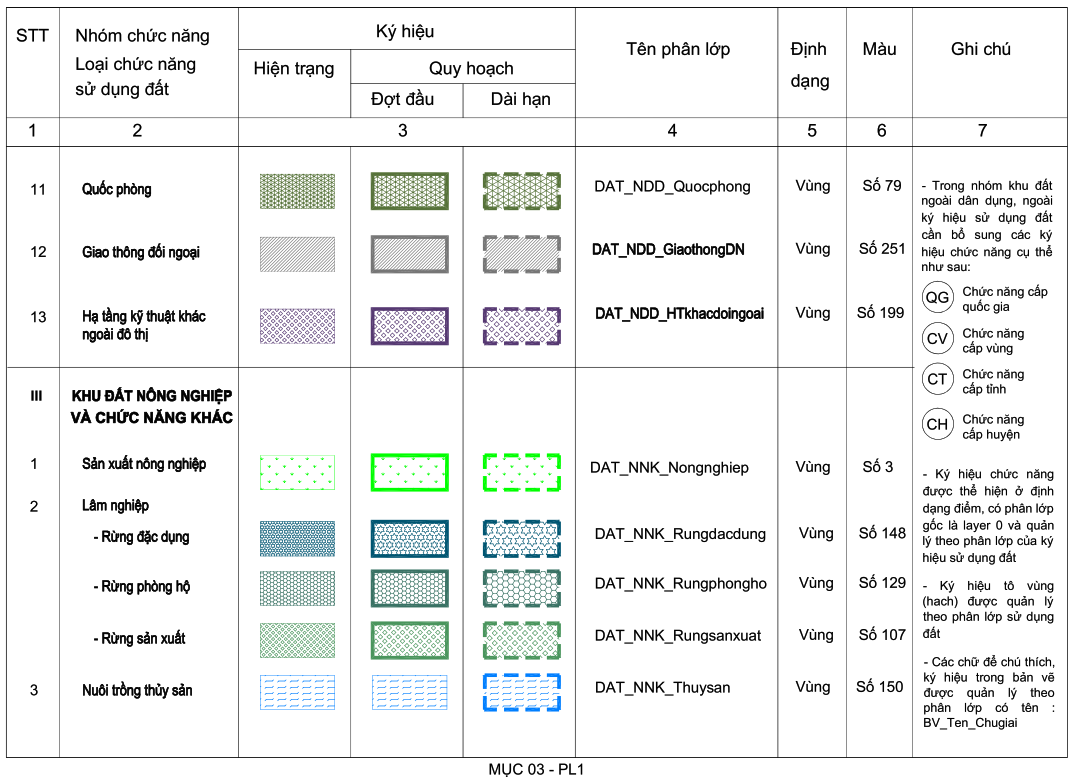 STT
Nhóm chức năng
Loại chức năng
sử dụng đất
Ký hiệu
Hiện trạng
Quy hoạch
Đợt đầu
Dài hạn
Tên phân lớp
Định
dạng
Màu
Ghi chú
1
2
3
4
5
6
7
11
Quốc phòng
DAT_NDD_Quocphong
Vùng
Số 79
12
Giao thông đối ngoại
DAT_NDD_GiaothongDN
Vùng
Số 251
13
Hạ tầng kỹ thuật khác
ngoài đô thị
DAT_NDD_HTkhacdoingoai
Vùng
Số 199
- Trong nhóm khu đất
ngoài dân dụng, ngoài
ký hiệu sử dụng đất
cần bổ sung các ký
hiệu chức năng cụ thể
như sau:
QG
Chức năng cấp
quốc gia
CV
Chức năng
cấp vùng
CT
Chức năng
cấp tỉnh
CH
Chức năng
cấp huyện
III
KHU ĐẤT NÔNG NGHIỆP
VÀ CHỨC NĂNG KHÁC
1
Sản xuất nông nghiệp
DAT_NNK_Nongnghiep
Vùng
Số 3
2
Lâm nghiệp
- Rừng đặc dụng
DAT_NNK_Rungdacdung
Vùng
Số 148
- Rừng phòng hộ
DAT_NNK_Rungphongho
Vùng
Số 129
- Rừng sản xuất
DAT_NNK_Rungsanxuat
Vùng
Số 107
3
Nuôi trồng thủy sản
DAT_NNK_Thuysan
Vùng
Số 150
- Ký hiệu chức năng
được thể hiện ở định
dạng điểm, có phân lớp
gốc là layer 0 và quản
lý theo phân lớp của ký
hiệu sử dụng đất
- Ký hiệu tô vùng
(hach) được quản lý
theo phân lớp sử dụng
đất
- Các chữ để chú thích,
ký hiệu trong bản vẽ
được quản lý theo
phân lớp có tên :
BV_Ten_Chugiai
MỤC 03 - PL1